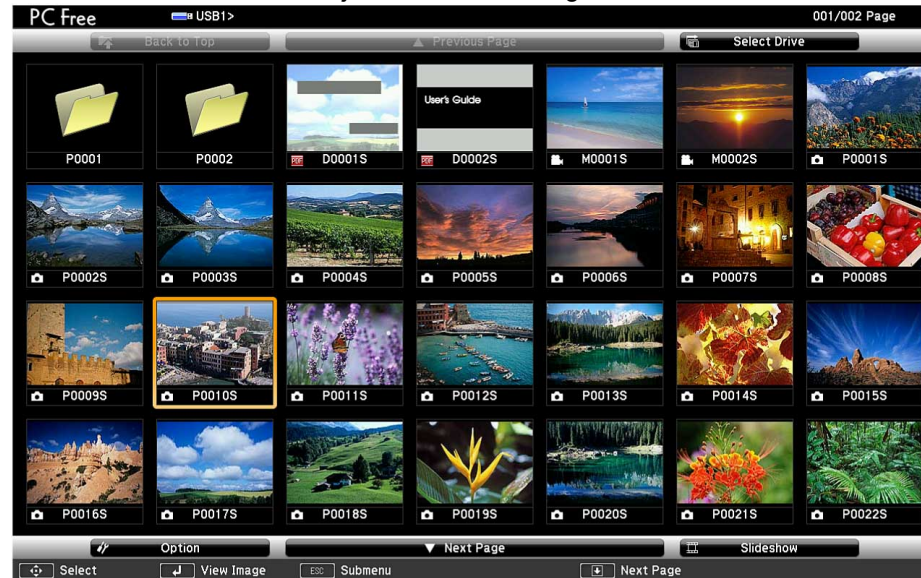 PC Free USB1> 001/002 Page
Back to Top Previous Page Select Drive
User's Guide
P0001 P0002 PDF D0001S PDF D0002S M0001S M0002S P0001S
P0002S P0003S P0004S P0005S P0006S P0007S P0008S
P0009S P0010S P0011S P0012S P0013S P0014S P0015S
P0016S P0017S P0018S P0019S P0020S P0021S P0022S
Option Next Page Slideshow
Select View Image ESC Submenu Next Page